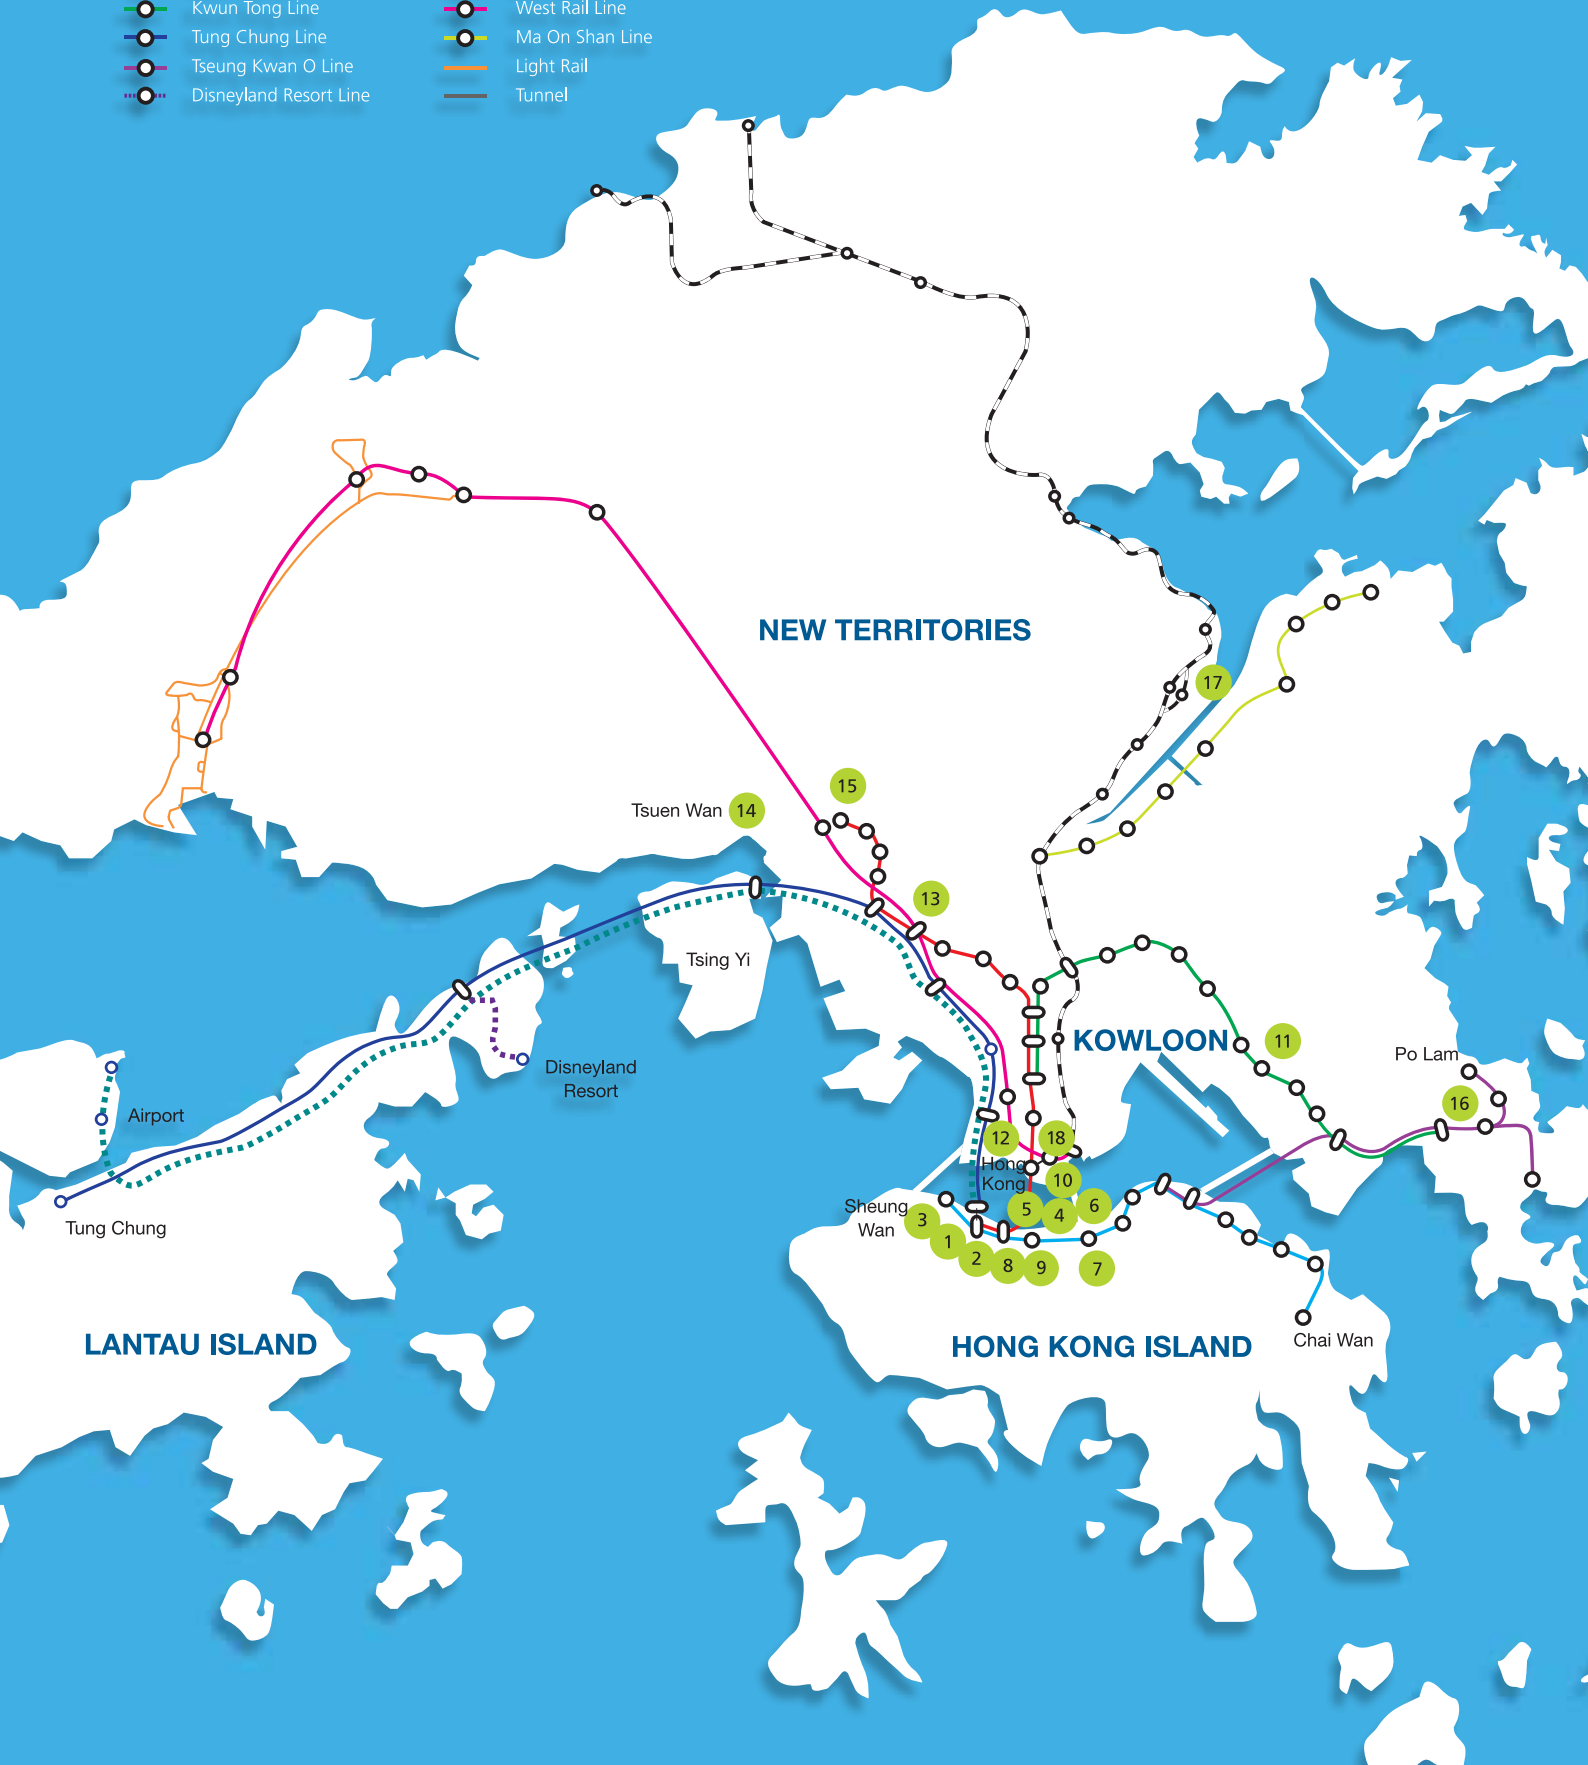 Kwun Tong Line
West Rail Line
Tung Chung Line
Ma On Shan Line
Tseung Kwan O Line
Light Rail
Disneyland Resort Line
Tunnel
NEW TERRITORIES
17
15
Tsuen Wan
14
13
Tsing Yi
KOWLOON
11
Po Lam
Disneyland
Resort
16
Airport
12
18
Hong
Kong
10
Sheung
Wan
3
5
4
6
Tung Chung
1
2
8
9
7
LANTAU ISLAND
HONG KONG ISLAND
Chai Wan